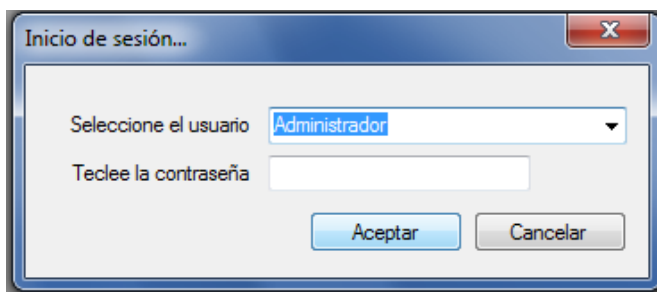 Inicio de sesión...
Seleccione el usuario Administrador
Teclee la contraseña
Aceptar Cancelar